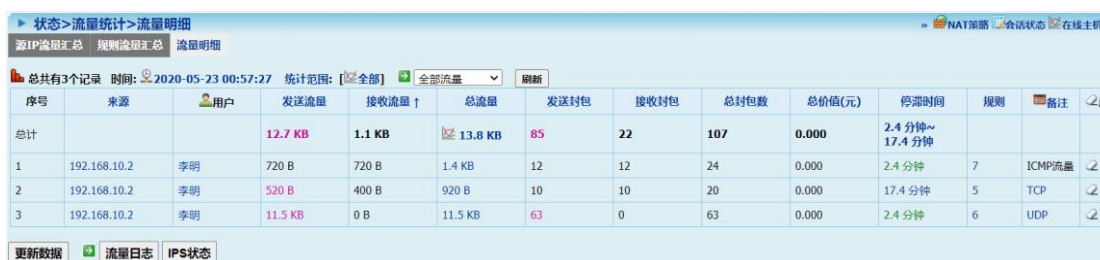 状态>流量统计>流量明细 » NAT策略 会话状态 在线主机
源IP流量汇总 规则流量汇总 流量明细
总共有3个记录 时间: 2020-05-23 00:57:27 统计范围: [全部] 全部流量 刷新
序号 来源 用户 发送流量 接收流量↑ 总流量 发送封包 接收封包 总封包数 总价值(元) 停滞时间 规则 备注
总计 12.7 KB 1.1 KB 13.8 KB 85 22 107 0.000 2.4 分钟~
17.4 分钟
1 192.168.10.2 李明 720 B 720 B 1.4 KB 12 12 24 0.000 2.4 分钟 7 ICMP流量
2 192.168.10.2 李明 520 B 400 B 920 B 10 10 20 0.000 17.4 分钟 5 TCP
3 192.168.10.2 李明 11.5 KB 0 B 11.5 KB 63 0 63 0.000 2.4 分钟 6 UDP
更新数据 流量日志 IPS状态